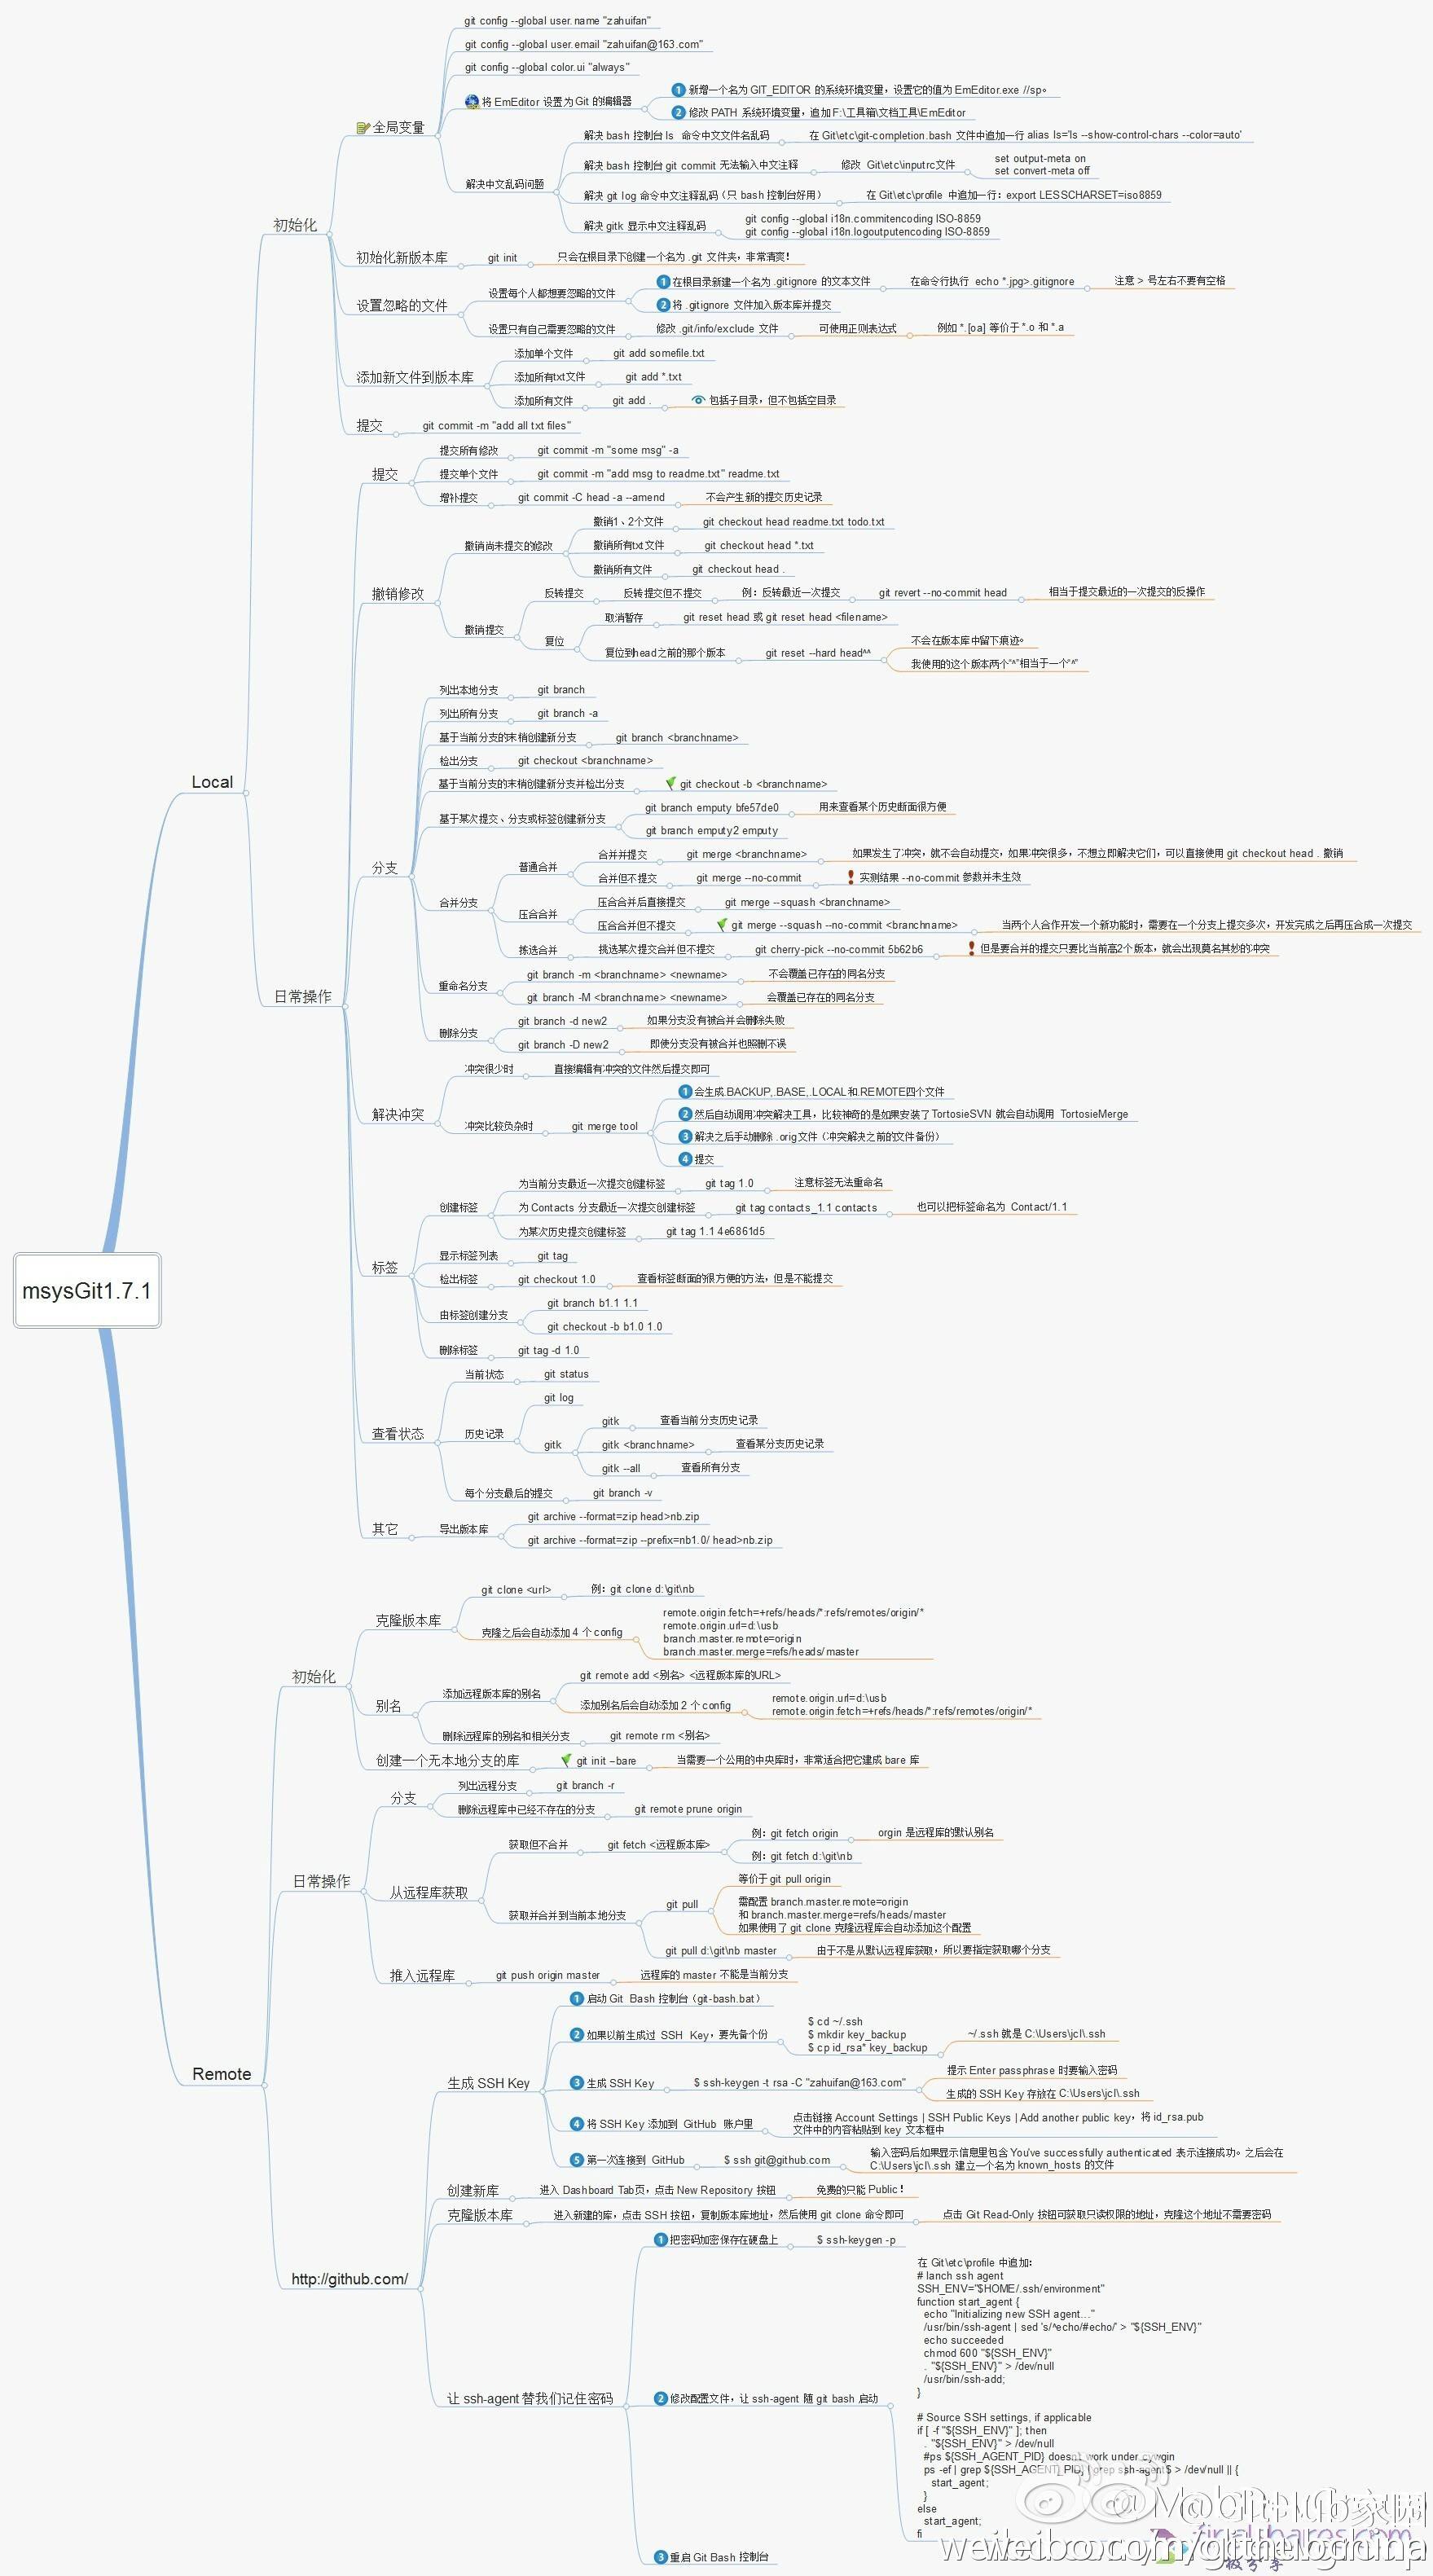 msysGit1.7.1
Local
初始化
全局变量
git config --global user.name "zahuifan"
git config --global user.email "zahuifan@163.com"
git config --global color.ui "always"
将 EmEditor 设置为 Git 的编辑器
1 新增一个名为 GIT_EDITOR 的系统环境变量，设置它的值为 EmEditor.exe //sp。
2 修改 PATH 系统环境变量，追加 F:\工具箱\文档工具\EmEditor
解决中文乱码问题
解决 bash 控制台 ls 命令中文文件名乱码
在 Git\etc\git-completion.bash 文件中追加一行 alias ls='ls --show-control-chars --color=auto'
解决 bash 控制台 git commit 无法输入中文注释
修改 Git\etc\inputrc文件
set output-meta on
set convert-meta off
解决 git log 命令中文注释乱码（只 bash 控制台好用）
在 Git\etc\profile 中追加一行：export LESSCHARSET=iso8859
解决 gitk 显示中文注释乱码
git config --global i18n.commitencoding ISO-8859
git config --global i18n.logoutputencoding ISO-8859
初始化新版本库
git init
只会在根目录下创建一个名为 .git 文件夹，非常清爽！
设置忽略的文件
设置每个人都想要忽略的文件
1 在根目录新建一个名为 .gitignore 的文本文件
在命令行执行 echo *.jpg>.gitignore
注意 > 号左右不要有空格
2 将 .gitignore 文件加入版本库并提交
设置只有自己需要忽略的文件
修改 .git/info/exclude 文件
可使用正则表达式
例如 *.[oa] 等价于 *.o 和 *.a
添加新文件到版本库
添加单个文件
git add somefile.txt
添加所有txt文件
git add *.txt
添加所有文件
git add .
包括子目录，但不包括空目录
提交
git commit -m "add all txt files"
日常操作
提交
提交所有修改
git commit -m "some msg" -a
提交单个文件
git commit -m "add msg to readme.txt" readme.txt
增补提交
git commit -C head -a --amend
不会产生新的提交历史记录
撤销修改
撤销尚未提交的修改
撤销1、2个文件
git checkout head readme.txt todo.txt
撤销所有txt文件
git checkout head *.txt
撤销所有文件
git checkout head .
撤销提交
反转提交
反转提交但不提交
例：反转最近一次提交
git revert --no-commit head
相当于提交最近的一次提交的反操作
复位
取消暂存
git reset head 或 git reset head <filename>
复位到head之前的那个版本
git reset --hard head^^
不会在版本库中留下痕迹。
我使用的这个版本两个"^"相当于一个"^"
分支
列出本地分支
git branch
列出所有分支
git branch -a
基于当前分支的末梢创建新分支
git branch <branchname>
检出分支
git checkout <branchname>
基于当前分支的末梢创建新分支并检出分支
git checkout -b <branchname>
基于某次提交、分支或标签创建新分支
git branch emputy bfe57de0
用来查看某个历史断面很方便
git branch emputy2 emputy
合并分支
普通合并
合并并提交
git merge <branchname>
如果发生了冲突，就不会自动提交，如果冲突很多，不想立即解决它们，可以直接使用 git checkout head . 撤销
合并但不提交
git merge --no-commit
实测结果 --no-commit 参数并未生效
压合合并
压合合并后直接提交
git merge --squash <branchname>
压合合并但不提交
git merge --squash --no-commit <branchname>
当两个人合作开发一个新功能时，需要在一个分支上提交多次，开发完成之后再压合成一次提交
拣选合并
挑选某次提交合并但不提交
git cherry-pick --no-commit 5b62b6
但是要合并的提交只要比当前高2个版本，就会出现莫名其妙的冲突
重命名分支
git branch -m <branchname> <newname>
不会覆盖已存在的同名分支
git branch -M <branchname> <newname>
会覆盖已存在的同名分支
删除分支
git branch -d new2
如果分支没有被合并会删除失败
git branch -D new2
即使分支没有被合并也照删不误
解决冲突
冲突很少时
直接编辑有冲突的文件然后提交即可
冲突比较负杂时
git merge tool
1 会生成.BACKUP,.BASE,.LOCAL和.REMOTE四个文件
2 然后自动调用冲突解决工具，比较神奇的是如果安装了 TortosieSVN 就会自动调用 TortosieMerge
3 解决之后手动删除 .orig文件（冲突解决之前的文件备份）
4 提交
标签
创建标签
为当前分支最近一次提交创建标签
git tag 1.0
注意标签无法重命名
为 Contacts 分支最近一次提交创建标签
git tag contacts_1.1 contacts
也可以把标签命名为 Contact/1.1
为某次历史提交创建标签
git tag 1.1 4e6861d5
显示标签列表
git tag
检出标签
git checkout 1.0
查看标签断面的很方便的方法，但是不能提交
由标签创建分支
git branch b1.1 1.1
git checkout -b b1.0 1.0
删除标签
git tag -d 1.0
查看状态
当前状态
git status
历史记录
git log
gitk
gitk
查看当前分支历史记录
gitk <branchname>
查看某分支历史记录
gitk --all
查看所有分支
每个分支最后的提交
git branch -v
其它
导出版本库
git archive --format=zip head>nb.zip
git archive --format=zip --prefix=nb1.0/ head>nb.zip
Remote
初始化
克隆版本库
git clone <url>
例：git clone d:\git\nb
克隆之后会自动添加 4 个 config
remote.origin.fetch=+refs/heads/*:refs/remotes/origin/*
remote.origin.url=d:\usb
branch.master.remote=origin
branch.master.merge=refs/heads/master
别名
添加远程版本库的别名
git remote add <别名> <远程版本库的URL>
添加别名后会自动添加 2 个 config
remote.origin.url=d:\usb
remote.origin.fetch=+refs/heads/*:refs/remotes/origin/*
删除远程库的别名和相关分支
git remote rm <别名>
创建一个无本地分支的库
git init --bare
当需要一个公用的中央库时，非常适合把它建成 bare 库
日常操作
分支
列出远程分支
git branch -r
删除远程库中已经不存在的分支
git remote prune origin
从远程库获取
获取但不合并
git fetch <远程版本库>
例：git fetch origin
orgin 是远程库的默认别名
例：git fetch d:\git\nb
获取并合并到当前本地分支
git pull
等价于 git pull origin
需配置 branch.master.remote=origin
和 branch.master.merge=refs/heads/master
如果使用了 git clone 克隆远程库会自动添加这个配置
git pull d:\git\nb master
由于不是从默认远程库获取，所以要指定获取哪个分支
推入远程库
git push origin master
远程库的 master 不能是当前分支
http://github.com/
生成 SSH Key
1 启动 Git Bash 控制台（git-bash.bat）
2 如果以前生成过 SSH Key，要先备个份
$ cd ~/.ssh
$ mkdir key_backup
$ cp id_rsa* key_backup
~/.ssh 就是 C:\Users\jcl\.ssh
3 生成 SSH Key
$ ssh-keygen -t rsa -C "zahuifan@163.com"
提示 Enter passphrase 时要输入密码
生成的 SSH Key 存放在 C:\Users\jcl\.ssh
4 将 SSH Key 添加到 GitHub 账户里
点击链接 Account Settings | SSH Public Keys | Add another public key，将 id_rsa.pub
文件中的内容粘贴到 key 文本框中
5 第一次连接到 GitHub
$ ssh git@github.com
输入密码后如果显示信息里包含 You've successfully authenticated 表示连接成功。之后会在
C:\Users\jcl\.ssh 建立一个名为 known_hosts 的文件
创建新库
进入 Dashboard Tab页，点击 New Repository 按钮
免费的只能 Public！
克隆版本库
进入新建的库，点击 SSH 按钮，复制版本库地址，然后使用 git clone 命令即可
点击 Git Read-Only 按钮可获取只读权限的地址，克隆这个地址不需要密码
让 ssh-agent 替我们记住密码
1 把密码加密保存在硬盘上
$ ssh-keygen -p
2 修改配置文件，让 ssh-agent 随 git bash 启动
在 Git\etc\profile 中追加：
# lanch ssh agent
SSH_ENV="$HOME/.ssh/environment"
function start_agent {
echo "Initializing new SSH agent..."
/usr/bin/ssh-agent | sed 's/^echo/#echo/' > "${SSH_ENV}"
echo succeeded
chmod 600 "${SSH_ENV}"
. "${SSH_ENV}" > /dev/null
/usr/bin/ssh-add;
}
# Source SSH settings, if applicable
if [ -f "${SSH_ENV}" ]; then
. "${SSH_ENV}" > /dev/null
#ps ${SSH_AGENT_PID} doesn't work under cywgin
ps -ef | grep ${SSH_AGENT_PID} | grep ssh-agent$ > /dev/null || {
start_agent;
}
else
start_agent;
fi
3 重启 Git Bash 控制台